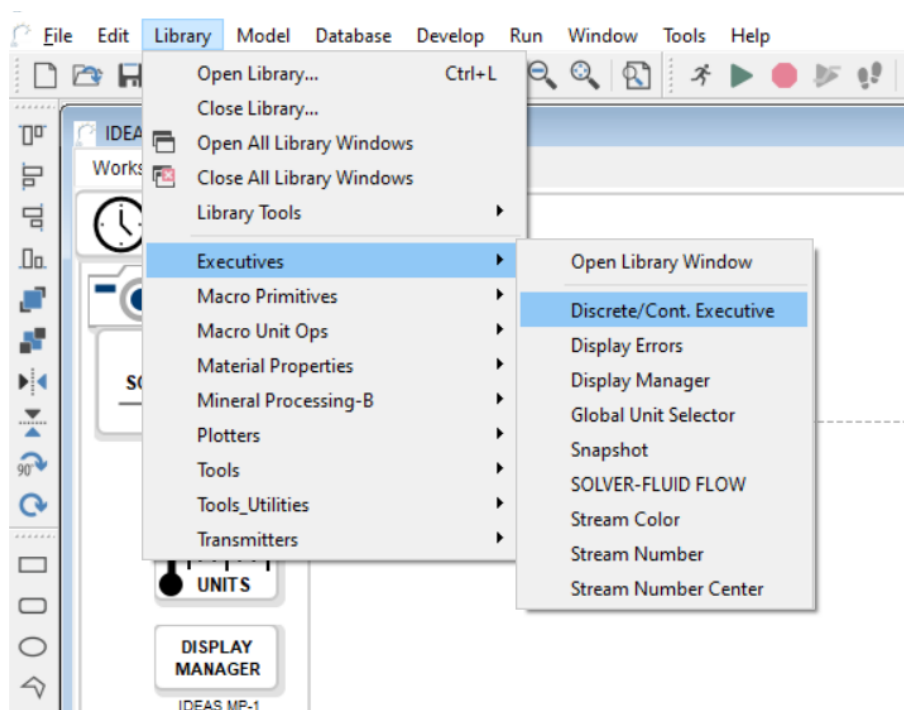 File Edit Library Model Database Develop Run Window Tools Help
Open Library... Ctrl+L
Close Library...
IDEA
Open All Library Windows
Works
Close All Library Windows
Library Tools
Executives
Open Library Window
Macro Primitives
Discrete/Cont. Executive
Macro Unit Ops
Display Errors
Material Properties
Display Manager
Mineral Processing-B
Global Unit Selector
Plotters
Snapshot
Tools
SOLVER-FLUID FLOW
90°
Tools_Utilities
Stream Color
Transmitters
Stream Number
UNITS
Stream Number Center
DISPLAY
MANAGER
IDEAS MP-1